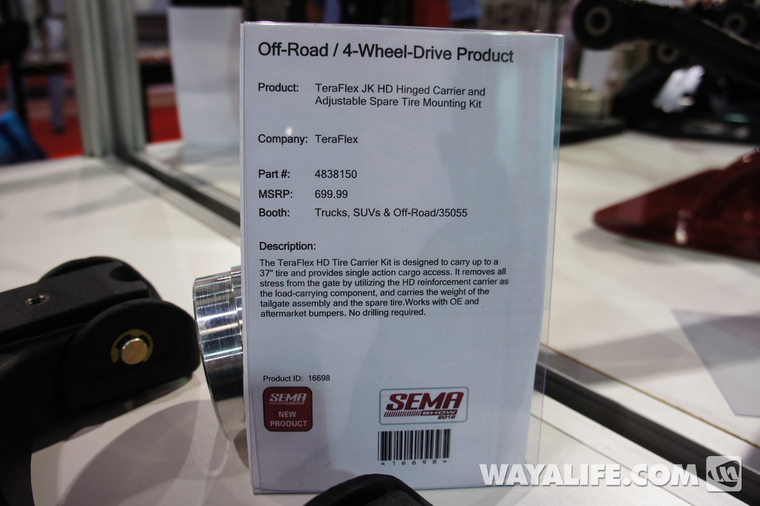 Off-Road / 4-Wheel-Drive Product
Product: TeraFlex JK HD Hinged Carrier and
Adjustable Spare Tire Mounting Kit
Company: TeraFlex
Part #: 4838150
MSRP: 699.99
Booth: Trucks, SUVs & Off-Road/35055
Description:
The TeraFlex HD Tire Carrier Kit is designed to carry up to a
37" tire and provides single action cargo access. It removes all
stress from the gate by utilizing the HD reinforcement carrier as
the load-carrying component, and carries the weight of the
tailgate assembly and the spare tire.Works with OE and
aftermarket bumpers. No drilling required.
Product ID: 16698
SEMA
NEW
PRODUCT
SEMA
SHOW
2015
*16698*
WAYALIFE.COM